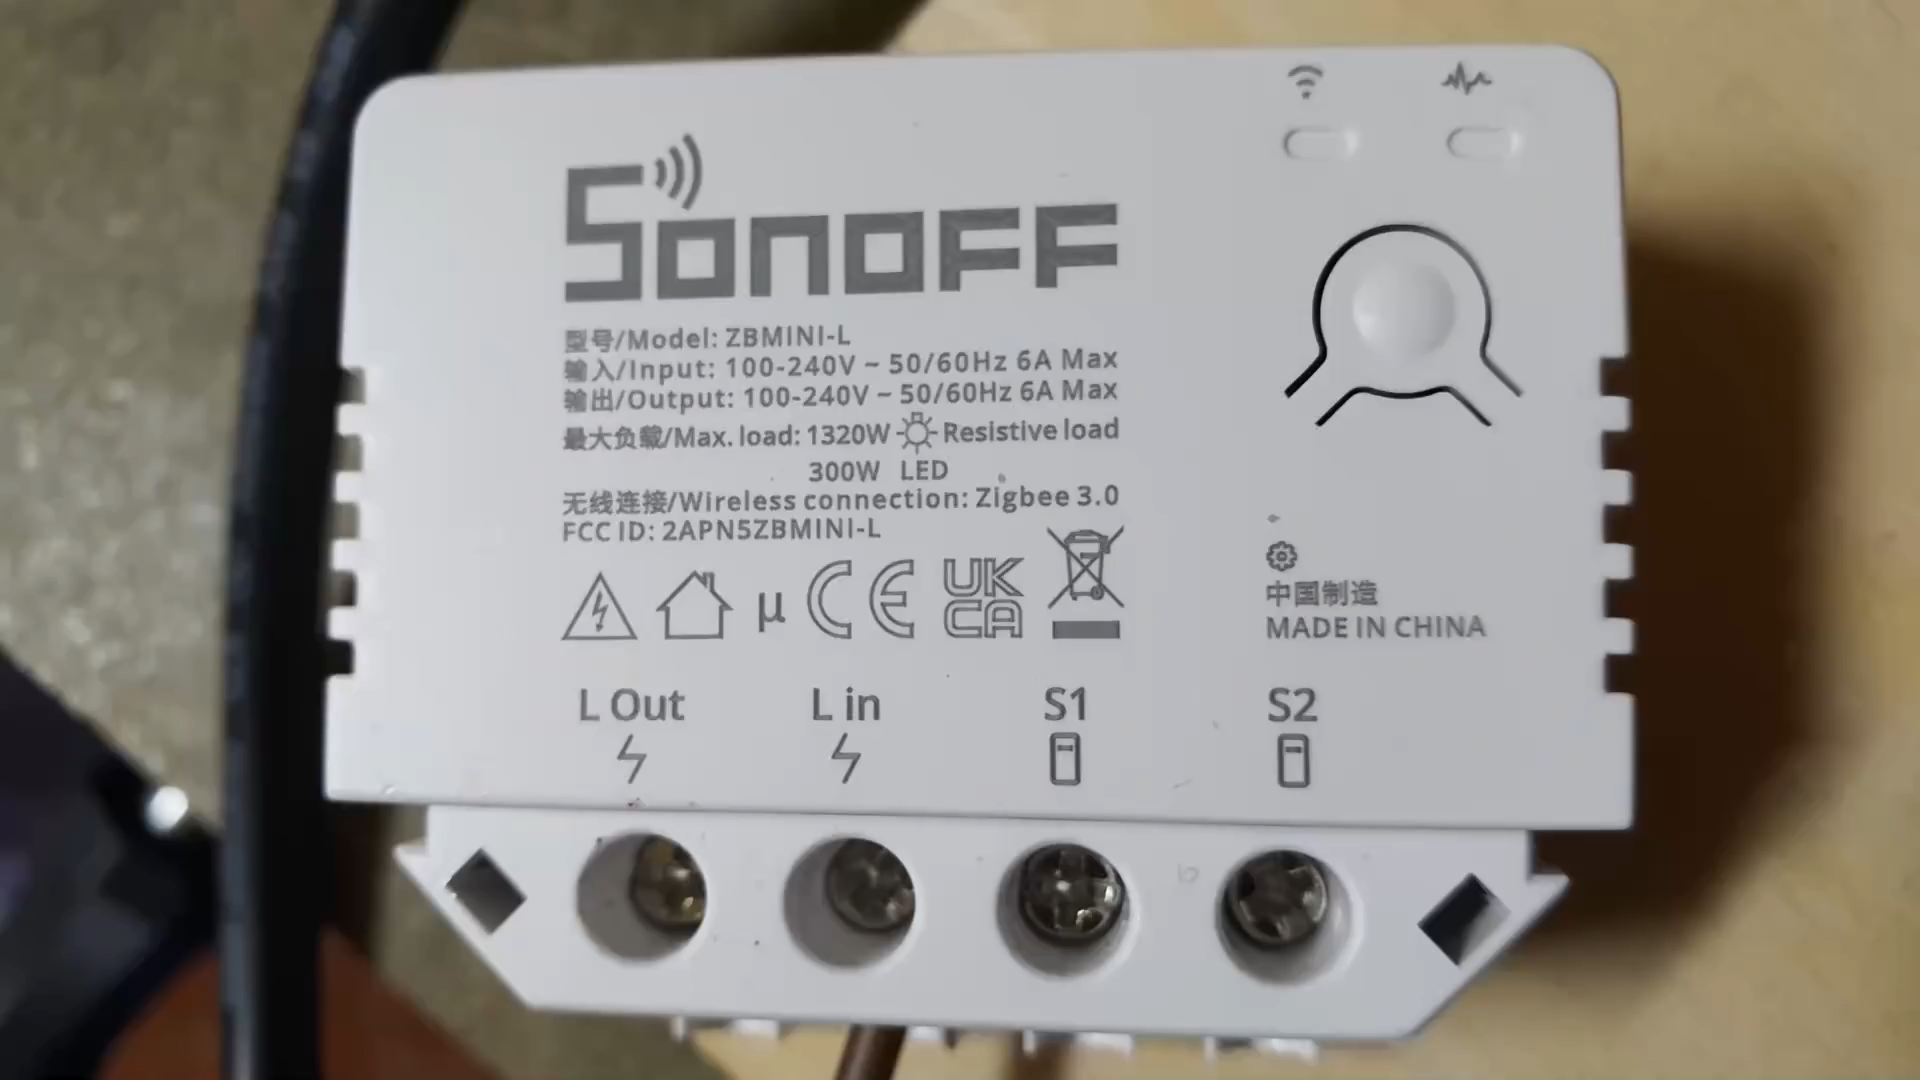 SONOFF
型号/Model: ZBMINI-L
输入/Input: 100-240V ~ 50/60Hz 6A Max
输出/Output: 100-240V ~ 50/60Hz 6A Max
最大负载/Max. load: 1320W Resistive load
300W LED
无线连接/Wireless connection: Zigbee 3.0
FCC ID: 2APN5ZBMINI-L
μ CE UK CA
中国制造
MADE IN CHINA
L Out L in S1 S2